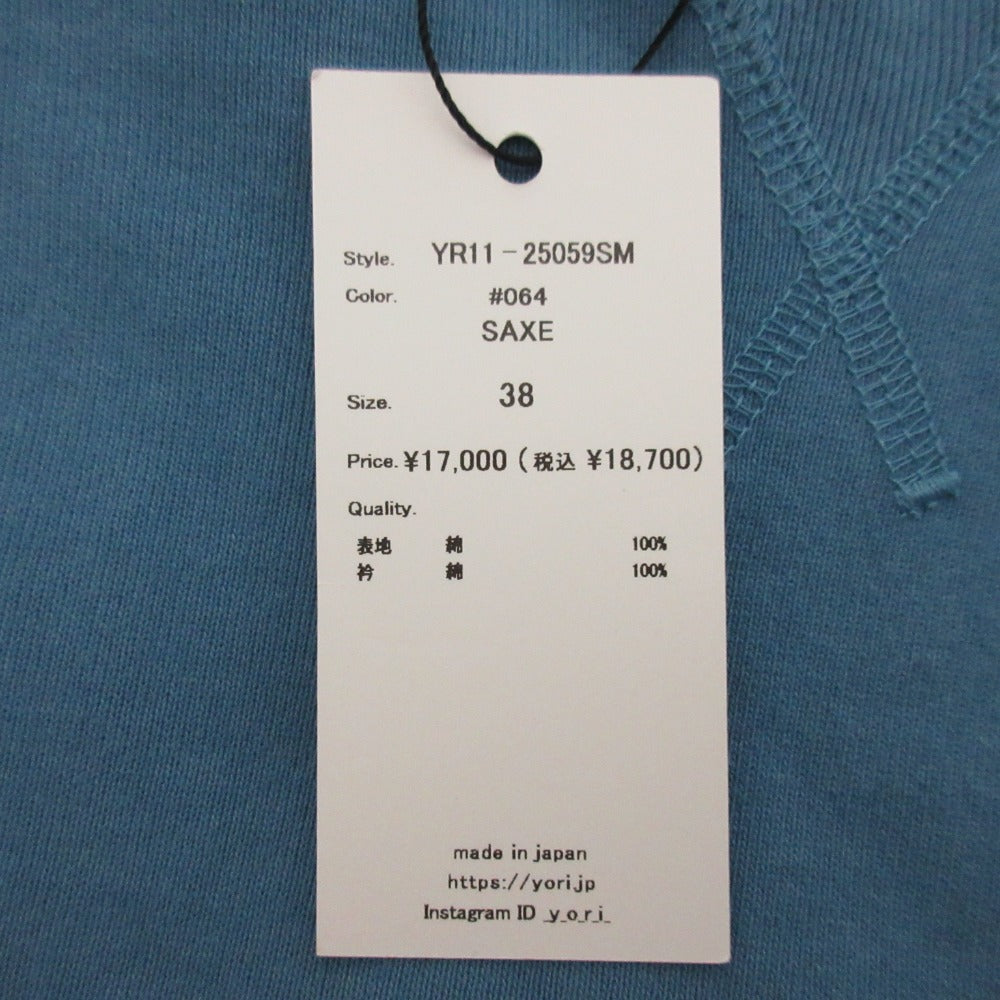 Style. YR11－25059SM
Color. #064
SAXE
Size. 38
Price. ¥17,000 (税込 ¥18,700)
Quality.
表地 綿 100%
衿 綿 100%
made in japan
https://yori.jp
Instagram ID _y_o_r_i_